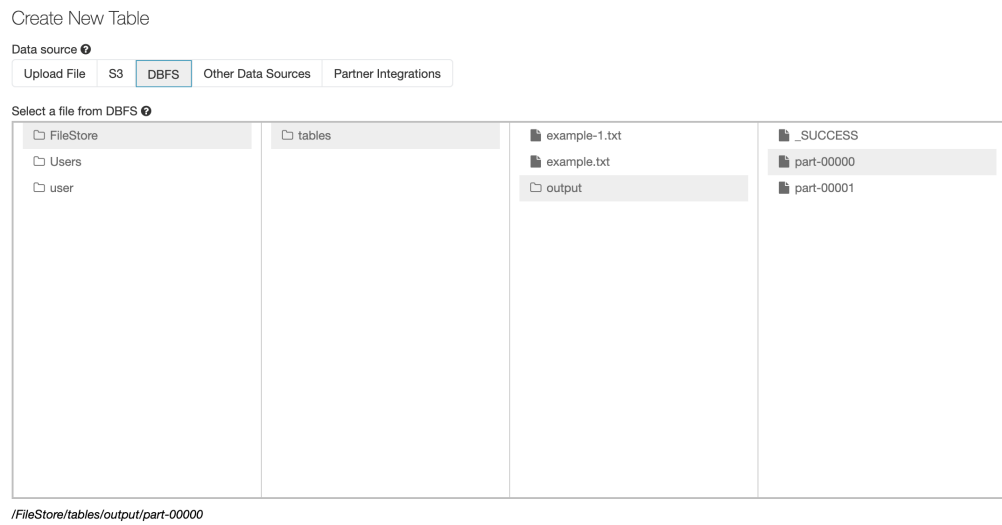 Create New Table
Data source
Upload File S3 DBFS Other Data Sources Partner Integrations
Select a file from DBFS
FileStore tables example-1.txt _SUCCESS
Users example.txt part-00000
user output part-00001
/FileStore/tables/output/part-00000